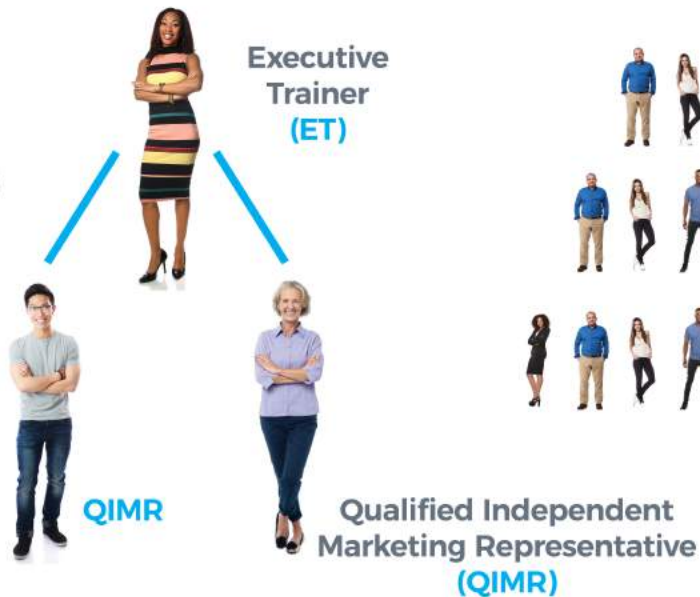 Executive
Trainer
(ET)
QIMR
Qualified Independent
Marketing Representative
(QIMR)